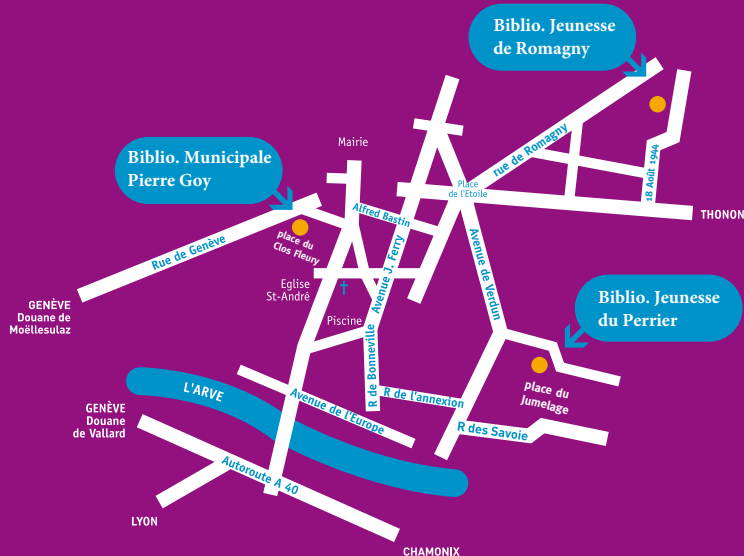 Biblio. Jeunesse
de Romagny
Mairie
Biblio. Municipale
Pierre Goy
rue de Romagny
18 Août 1944
Place
de l'Etoile
Alfred Bastin
THONON
place du
Clos Fleury
Rue de Genève
Avenue J. Ferry
Avenue de Verdun
Eglise
St-André
GENÈVE
Douane de
Moëllesulaz
Biblio. Jeunesse
du Perrier
Piscine
R de Bonneville
L'ARVE
R de l'annexion
place du
Jumelage
Avenue de l'Europe
GENÈVE
Douane
de Vallard
R des Savoie
Autoroute A 40
LYON
CHAMONIX